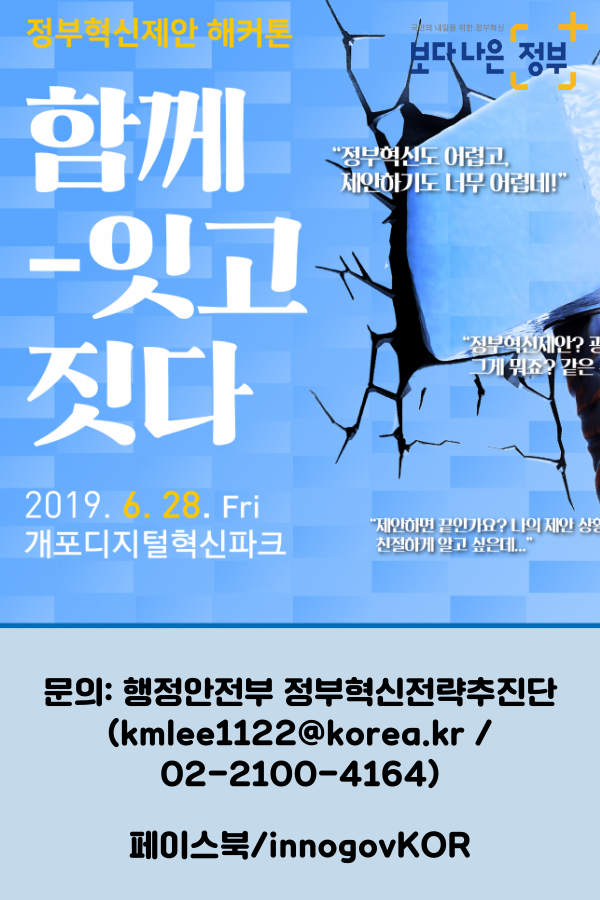 정부혁신제안 해커톤
국민의 내일을 위한 정부혁신
보다 나은 정부
함께
-잇고
짓다
“정부혁신도 어렵고,
제안하기도 너무 어렵네!”
“정부혁신제안?
그게 뭐죠? 같은
“제안하면 끝인가요? 나의 제안 상황
친절하게 알고 싶은데...”
2019. 6. 28. Fri
개포디지털혁신파크
문의: 행정안전부 정부혁신전략추진단
(kmlee1122@korea.kr /
02-2100-4164)
페이스북/innogovKOR